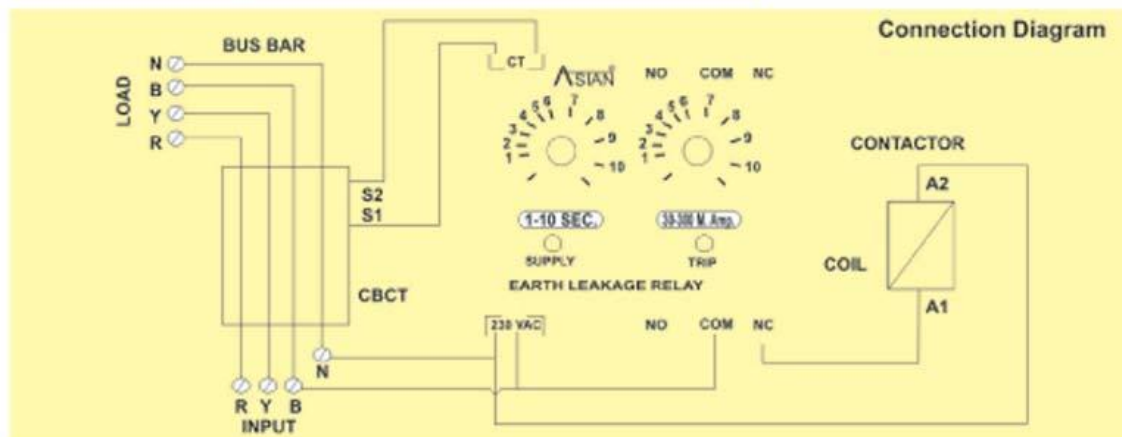 Connection Diagram
BUS BAR
LOAD
N
B
Y
R
CT
ASIAN®
NO COM NC
1 2 3 4 5 6 7 8 9 10
1 2 3 4 5 6 7 8 9 10
CONTACTOR
A2
S2
S1
1-10 SEC.
30-300 M. Amp.
SUPPLY
TRIP
COIL
EARTH LEAKAGE RELAY
CBCT
A1
230 VAC
NO COM NC
N
R Y B
INPUT